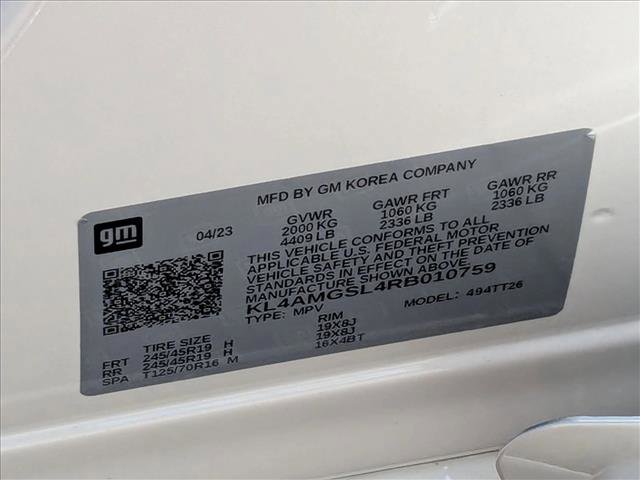 MFD BY GM KOREA COMPANY
gm 04/23 GVWR GAWR FRT GAWR RR
2000 KG 1060 KG 1060 KG
4409 LB 2336 LB 2336 LB
THIS VEHICLE CONFORMS TO ALL
APPLICABLE U.S. FEDERAL MOTOR
VEHICLE SAFETY AND THEFT PREVENTION
STANDARDS IN EFFECT ON THE DATE OF
MANUFACTURE SHOWN ABOVE
KL4AMGSL4RB010759
TYPE: MPV MODEL: 494TT26
TIRE SIZE RIM
FRT 245/45R19 H 19X8J
RR 245/45R19 H 19X8J
SPA T125/70R16 M 16X4BT